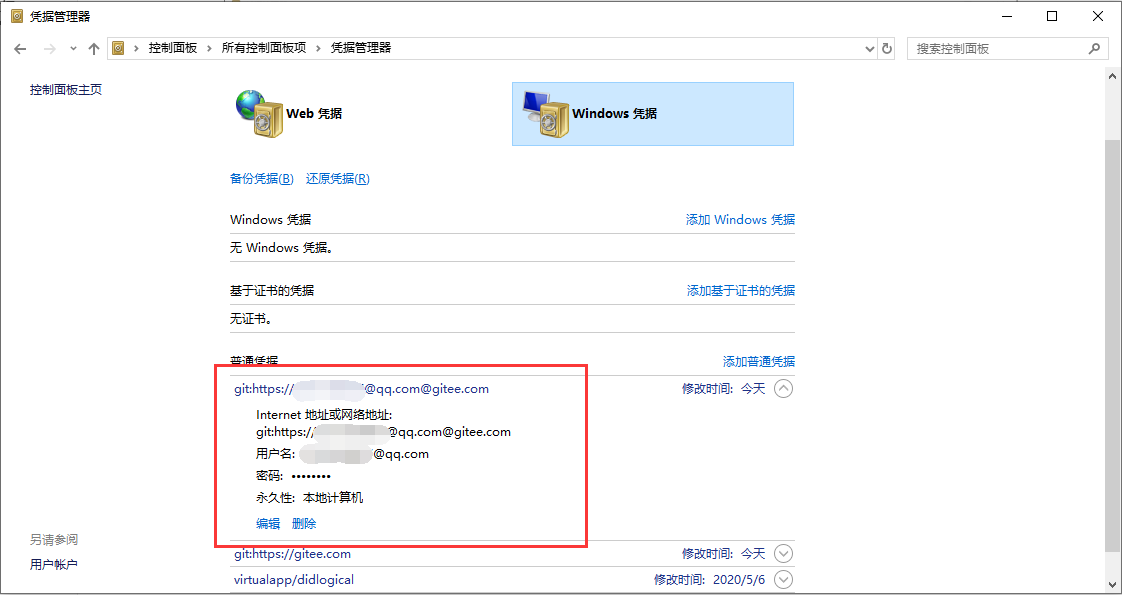 凭据管理器
控制面板 › 所有控制面板项 › 凭据管理器
搜索控制面板
控制面板主页
Web 凭据
Windows 凭据
备份凭据(B) 还原凭据(R)
Windows 凭据 添加 Windows 凭据
无 Windows 凭据。
基于证书的凭据 添加基于证书的凭据
无证书。
普通凭据 添加普通凭据
git:https:// @qq.com@gitee.com 修改时间: 今天
Internet 地址或网络地址:
git:https:// @qq.com@gitee.com
用户名: @qq.com
密码: ••••••••
永久性: 本地计算机
编辑 删除
git:https://gitee.com 修改时间: 今天
virtualapp/didlogical 修改时间: 2020/5/6
另请参阅
用户帐户